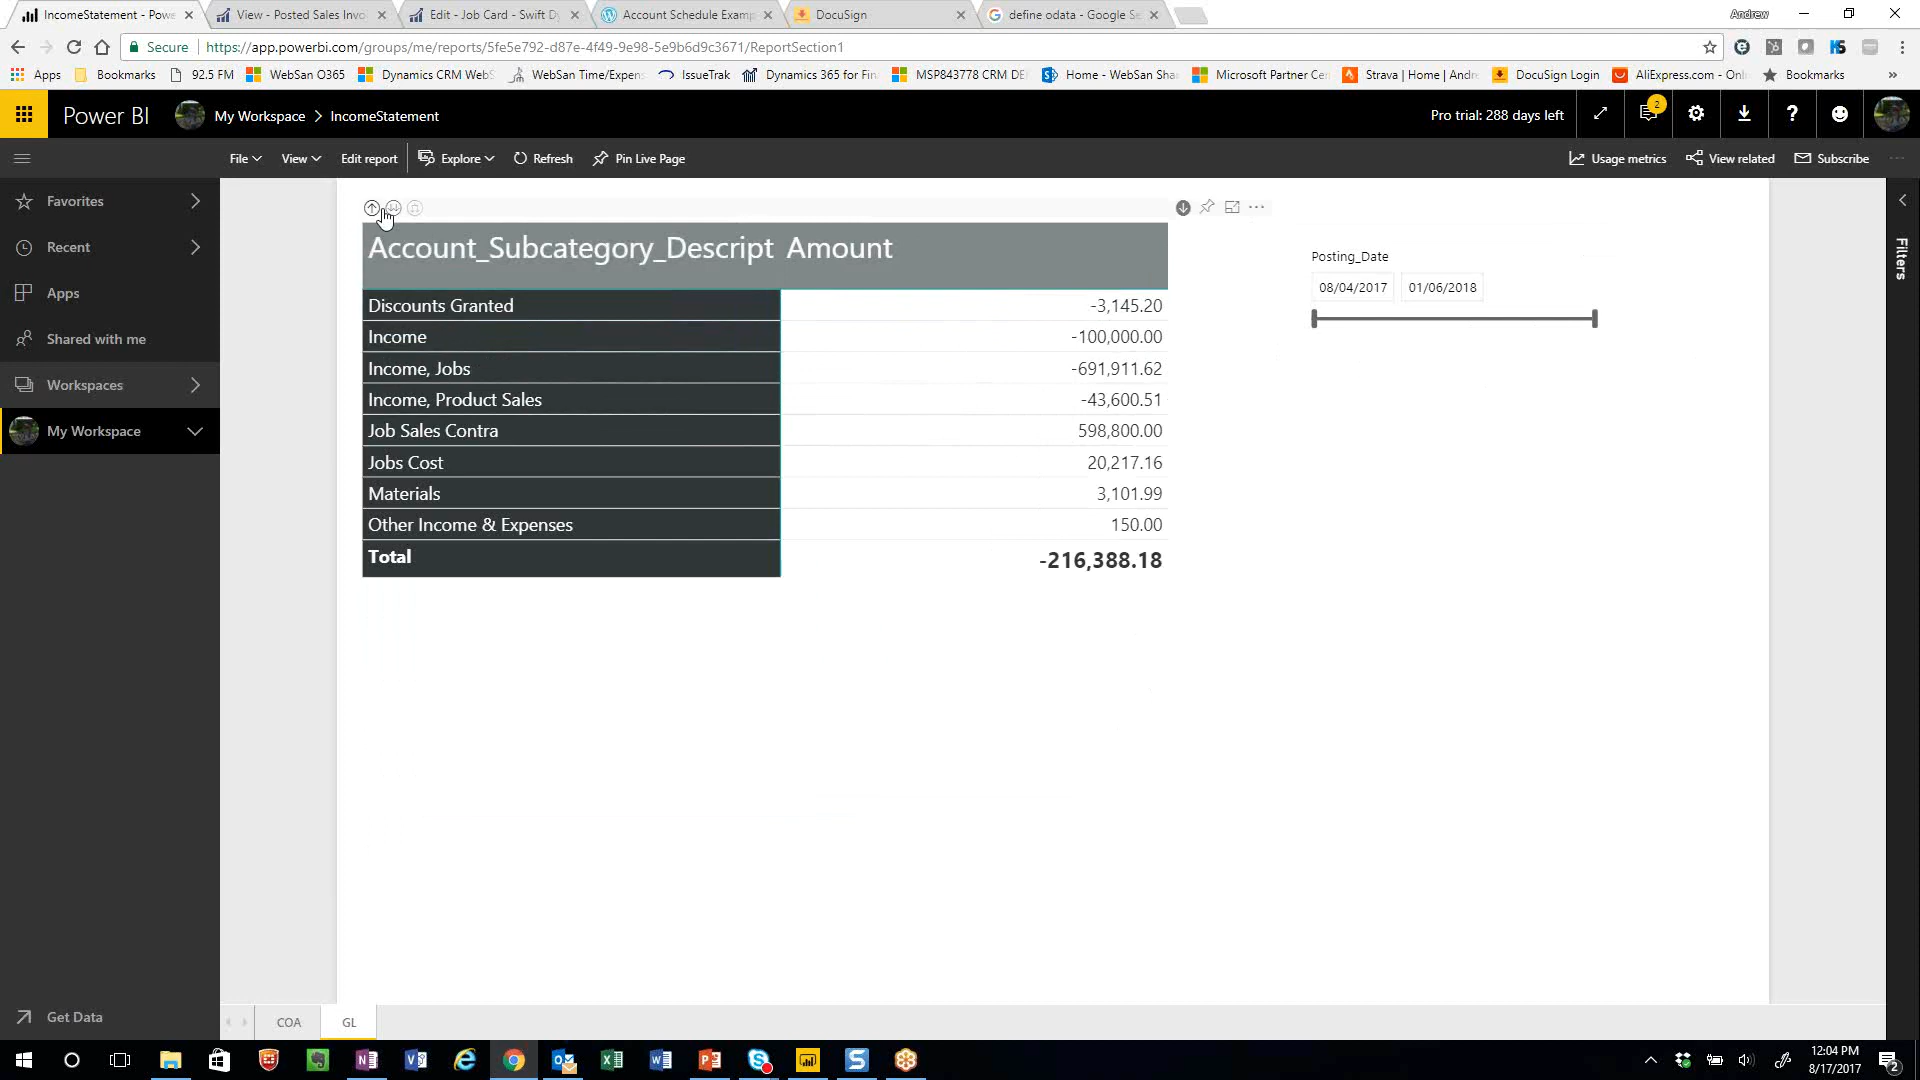 IncomeStatement - Powe
View - Posted Sales Invo
Edit - Job Card - Swift D
Account Schedule Examp
DocuSign
define odata - Google Se
Andrew
Secure
https://app.powerbi.com/groups/me/reports/5fe5e792-d87e-4f49-9e98-5e9b6d9c3671/ReportSection1
Apps
Bookmarks
92.5 FM
WebSan O365
Dynamics CRM WebS
WebSan Time/Expens
IssueTrak
Dynamics 365 for Fin
MSP843778 CRM DE
Home - WebSan Sha
Microsoft Partner Ce
Strava | Home | Andr
DocuSign Login
AliExpress.com - Onli
Bookmarks
»
Power BI
My Workspace > IncomeStatement
Pro trial: 288 days left
2
?
File
View
Edit report
Explore
Refresh
Pin Live Page
Usage metrics
View related
Subscribe
Favorites
Recent
Apps
Shared with me
Workspaces
My Workspace
Get Data
Account_Subcategory_Descript Amount
Discounts Granted -3,145.20
Income -100,000.00
Income, Jobs -691,911.62
Income, Product Sales -43,600.51
Job Sales Contra 598,800.00
Jobs Cost 20,217.16
Materials 3,101.99
Other Income & Expenses 150.00
Total -216,388.18
Posting_Date
08/04/2017 01/06/2018
Filters
COA
GL
12:04 PM
8/17/2017
2